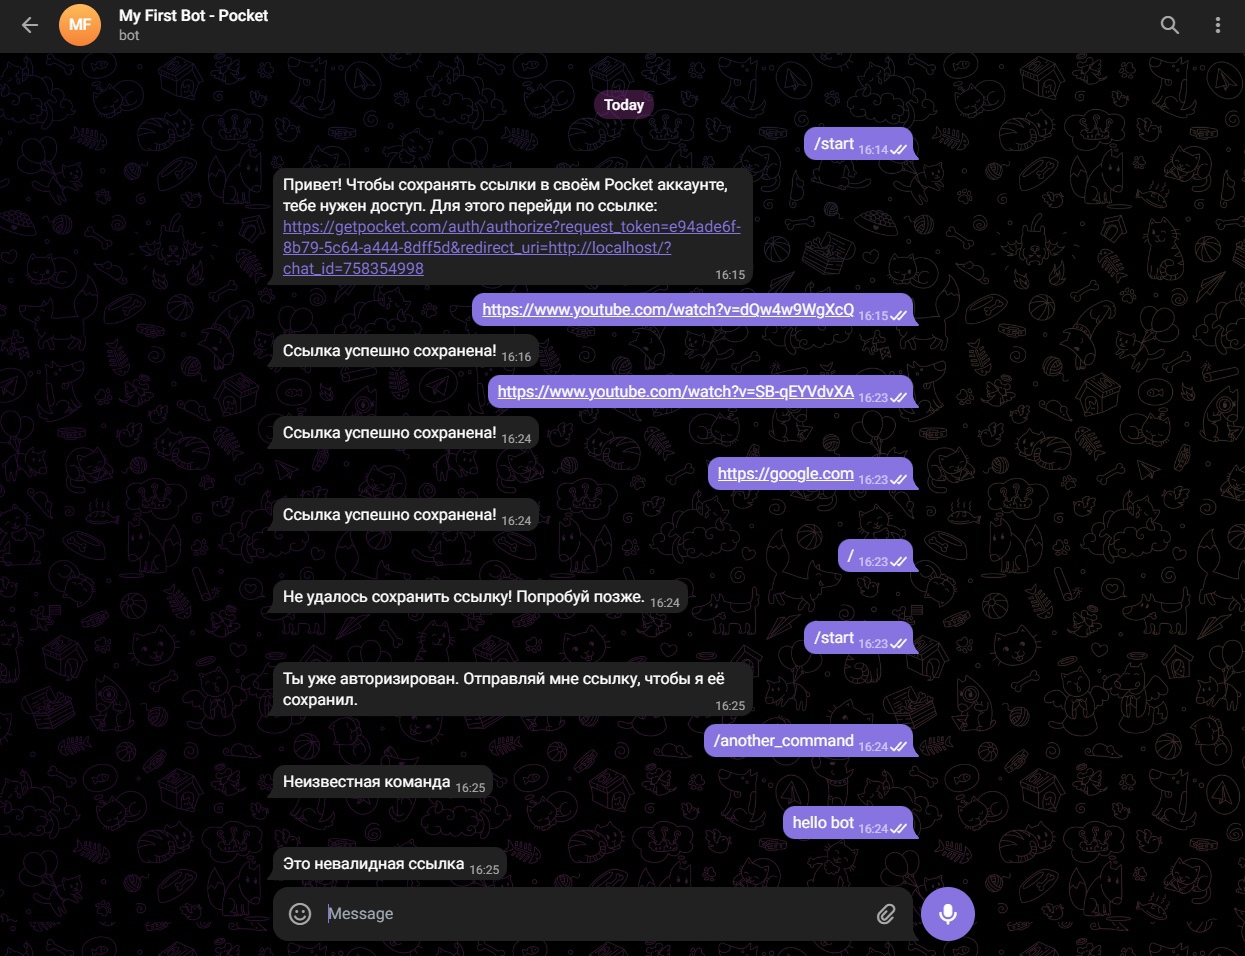 MF
My First Bot - Pocket
bot
Today
/start 16:14
Привет! Чтобы сохранять ссылки в своём Pocket аккаунте,
тебе нужен доступ. Для этого перейди по ссылке:
https://getpocket.com/auth/authorize?request_token=e94ade6f-
8b79-5c64-a444-8dff5d&redirect_uri=http://localhost/?
chat_id=758354998
16:15
https://www.youtube.com/watch?v=dQw4w9WgXcQ 16:15
Ссылка успешно сохранена! 16:16
https://www.youtube.com/watch?v=SB-qEYVdvXA 16:23
Ссылка успешно сохранена! 16:24
https://google.com 16:23
Ссылка успешно сохранена! 16:24
/ 16:23
Не удалось сохранить ссылку! Попробуй позже. 16:24
/start 16:23
Ты уже авторизирован. Отправляй мне ссылку, чтобы я её
сохранил.
16:25
/another_command 16:24
Неизвестная команда 16:25
hello bot 16:24
Это невалидная ссылка 16:25
Message